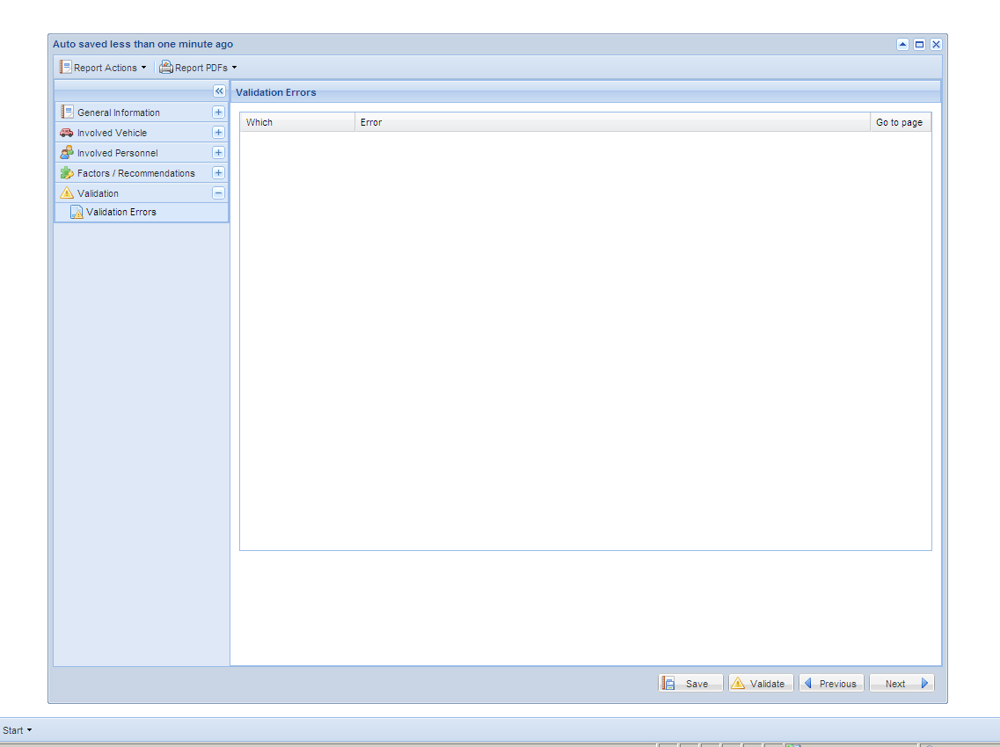 Auto saved less than one minute ago
Report Actions Report PDFs
Validation Errors
General Information
Involved Vehicle
Involved Personnel
Factors / Recommendations
Validation
Validation Errors
Which Error Go to page
Save Validate Previous Next
Start